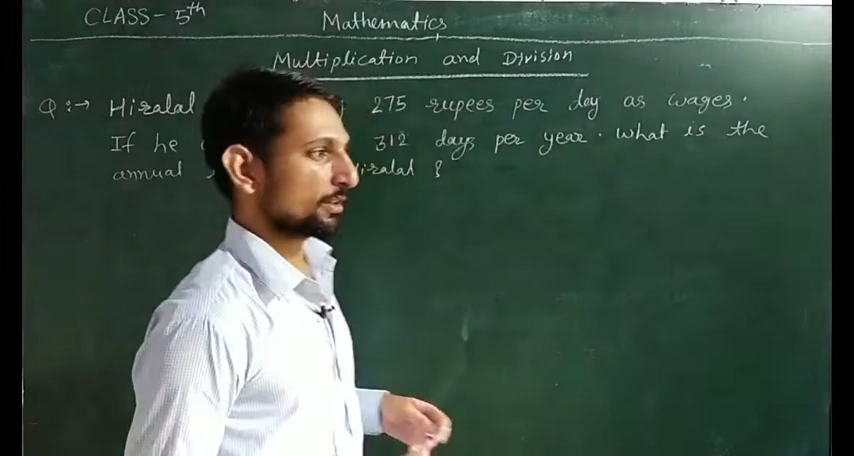 CLASS - 5th
Mathematics
Multiplication and Division
Q:→ Hiralal 275 rupees per day as wages.
If he 312 days per year. What is the
annual Hiralal ?